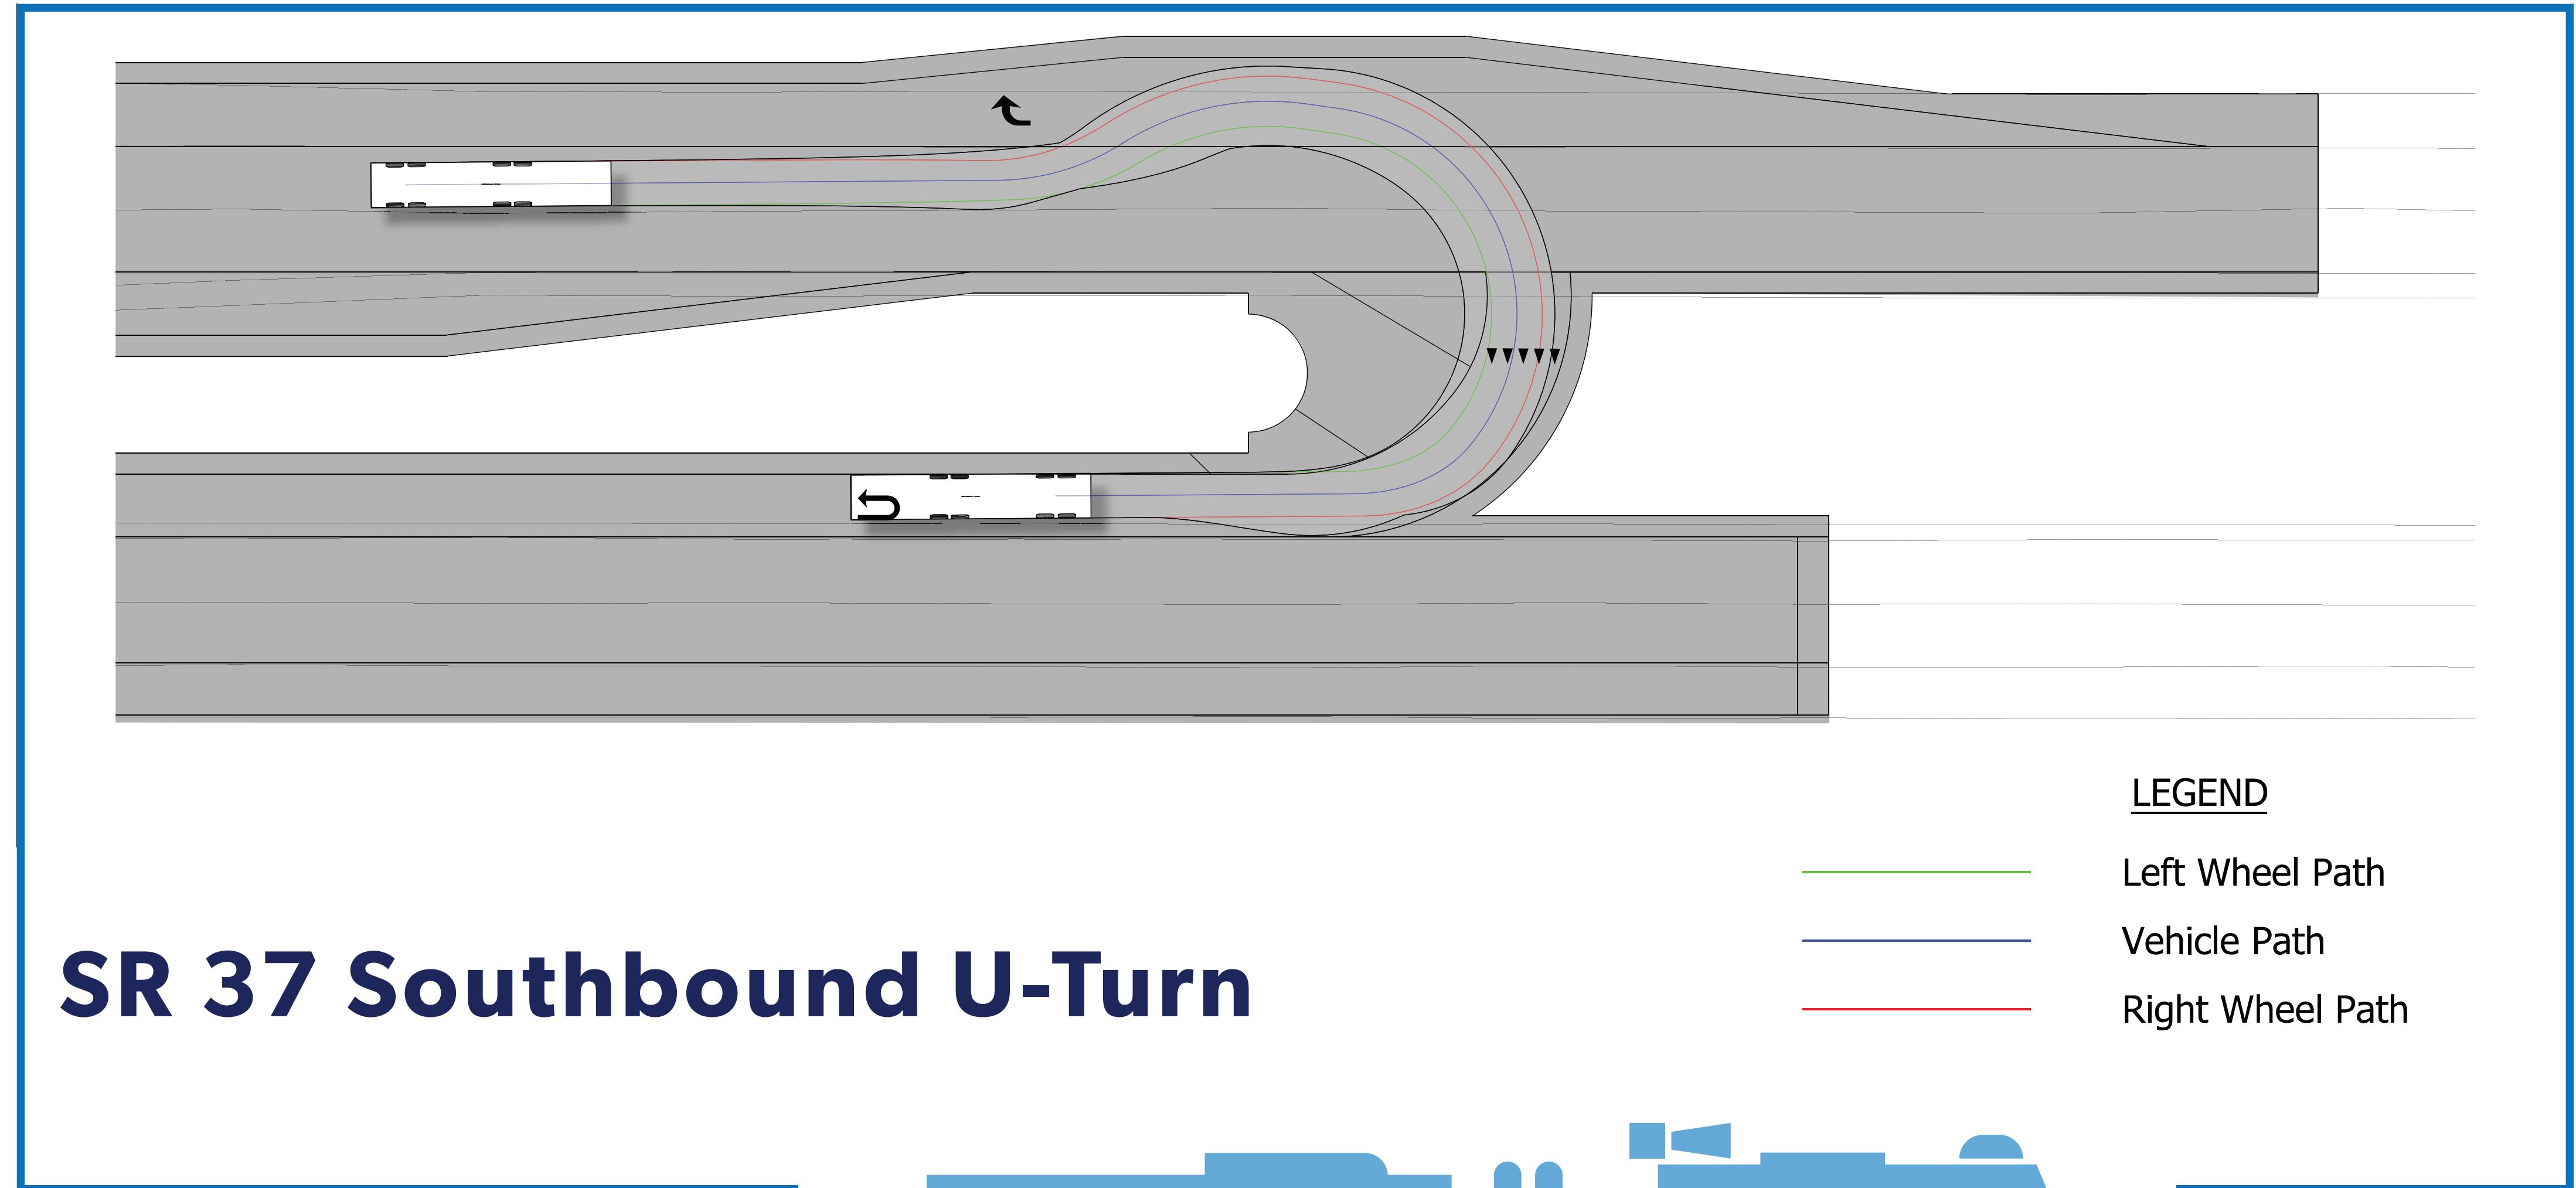 LEGEND
Left Wheel Path
Vehicle Path
Right Wheel Path
SR 37 Southbound U-Turn